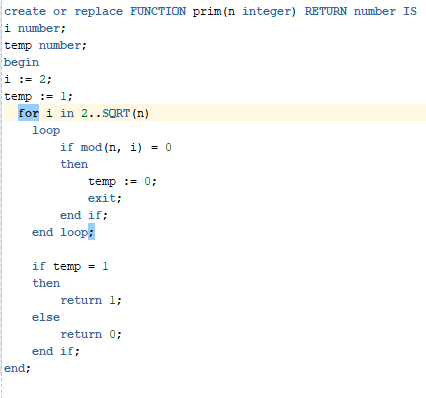 create or replace FUNCTION prim(n integer) RETURN number IS
i number;
temp number;
begin
i := 2;
temp := 1;
for i in 2..SQRT(n)
loop
if mod(n, i) = 0
then
temp := 0;
exit;
end if;
end loop;
if temp = 1
then
return 1;
else
return 0;
end if;
end;